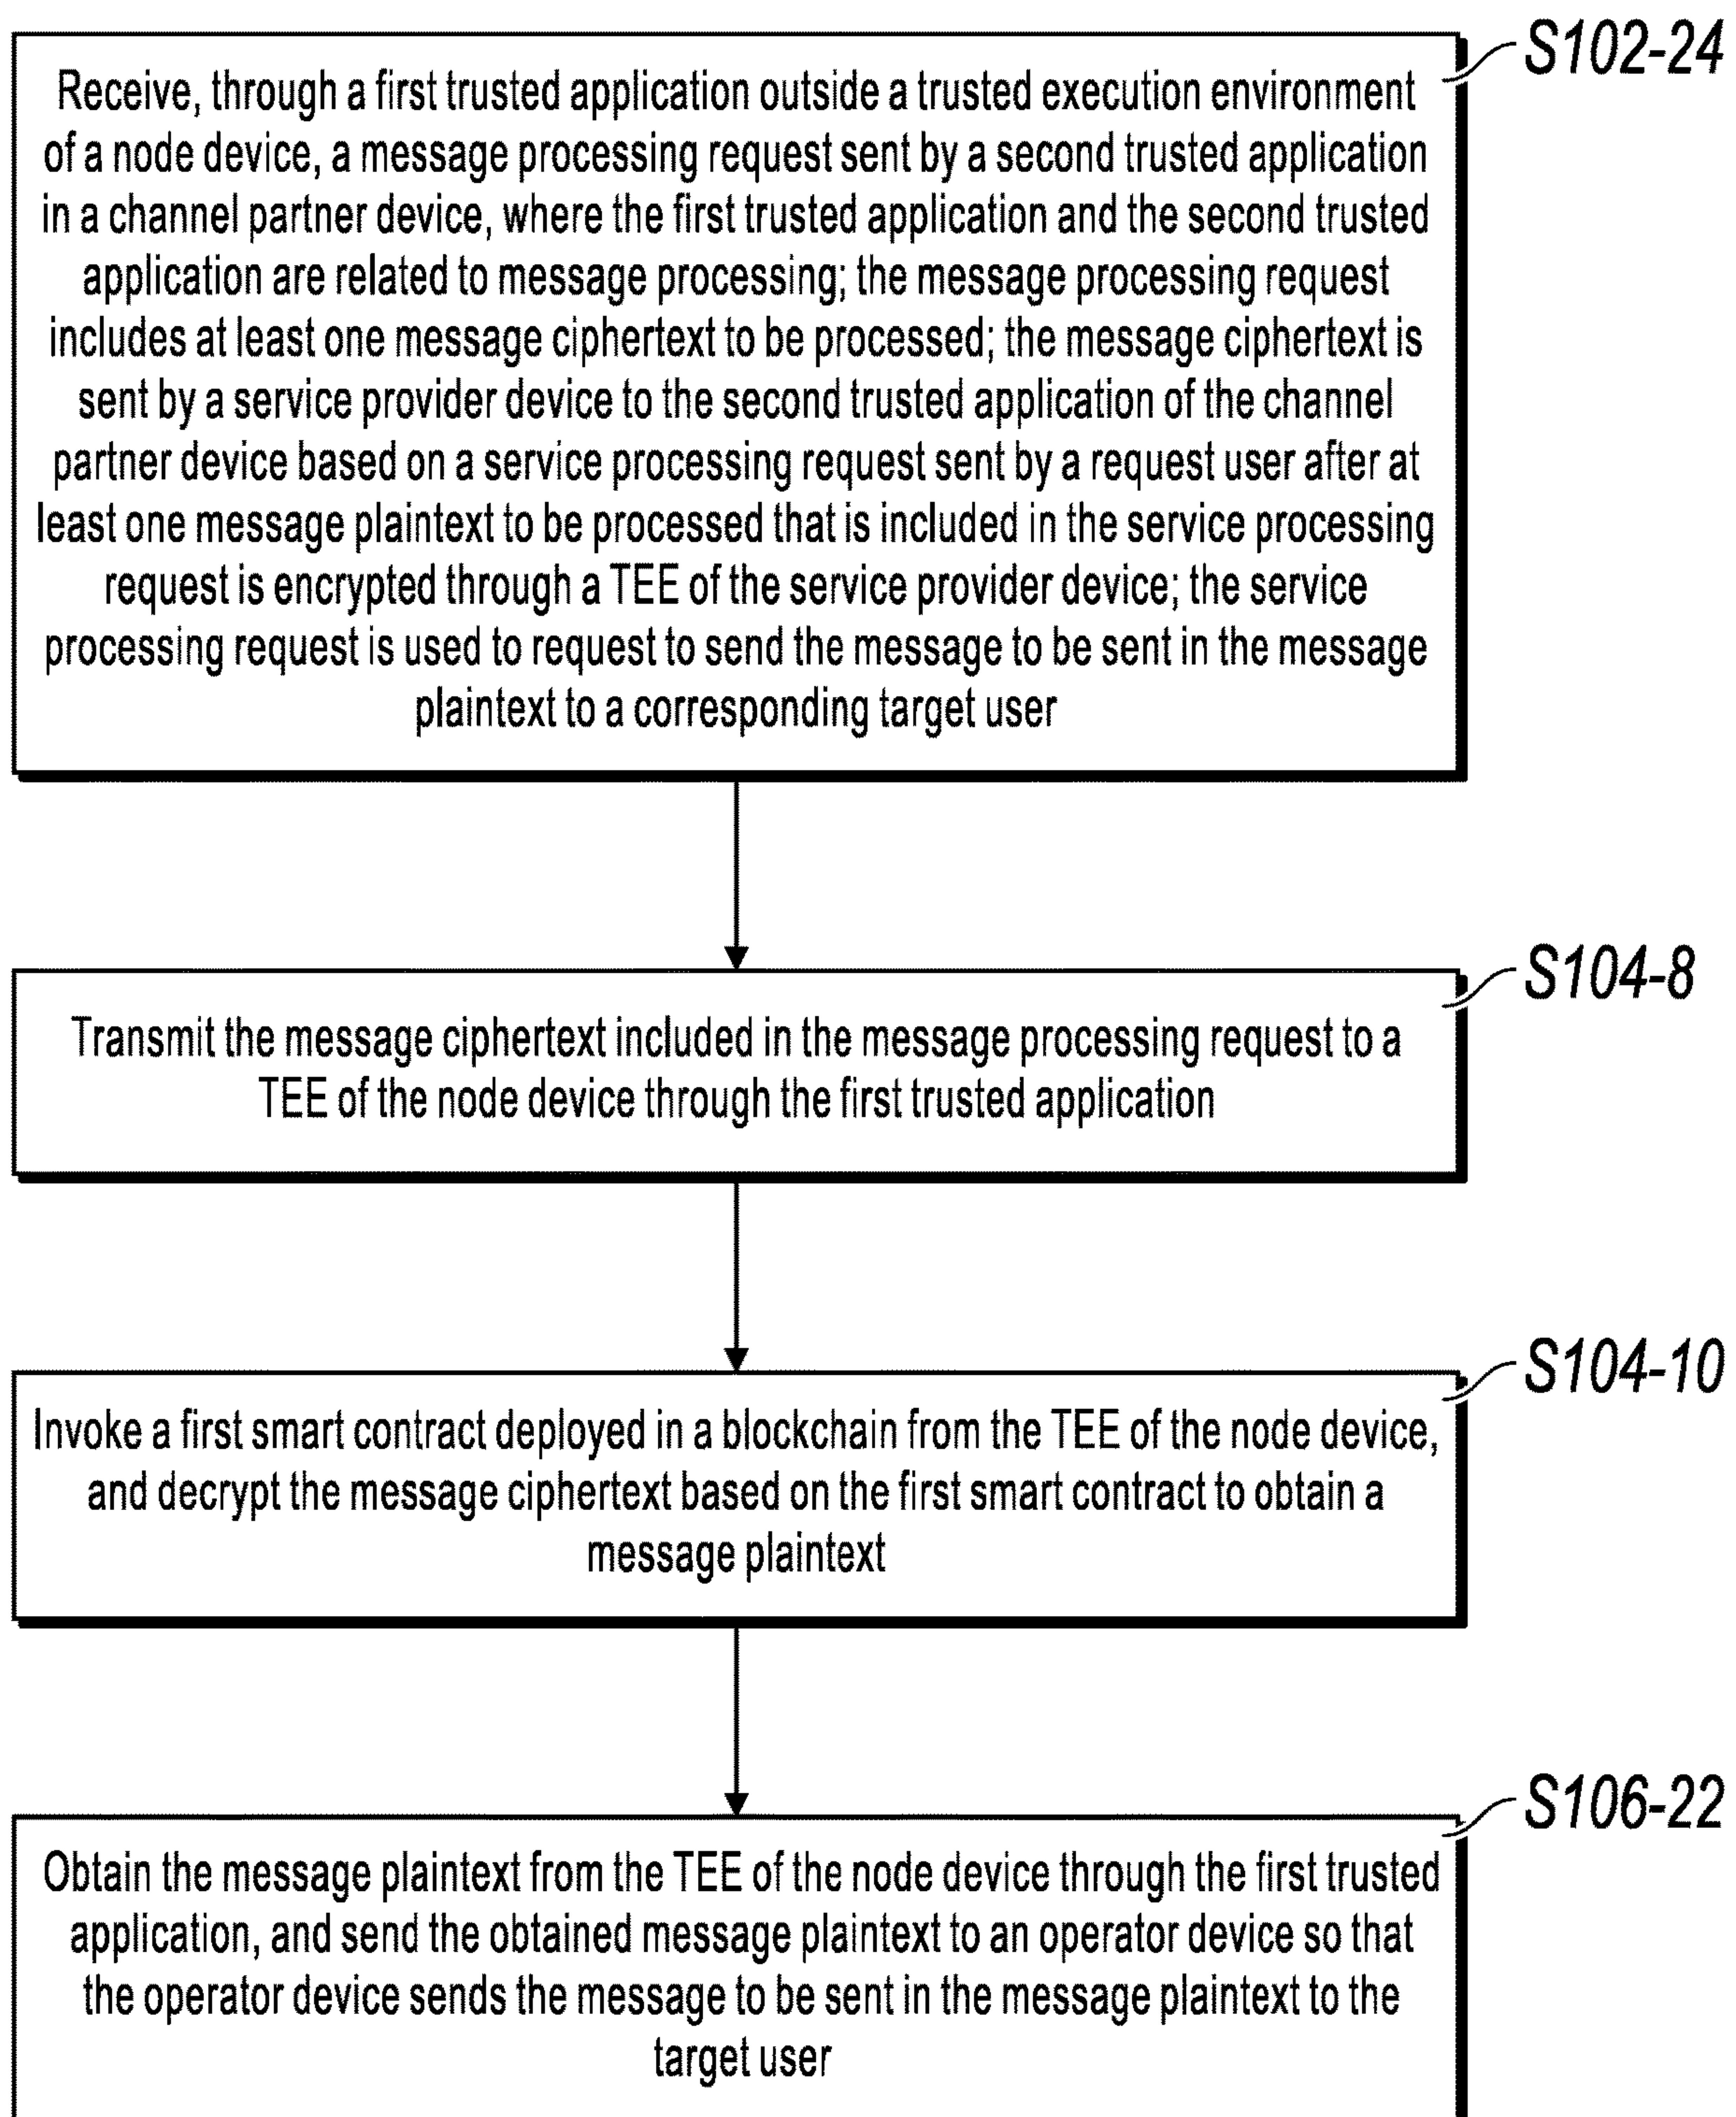 S102-24
Receive, through a first trusted application outside a trusted execution environment
of a node device, a message processing request sent by a second trusted application
in a channel partner device, where the first trusted application and the second trusted
application are related to message processing; the message processing request
includes at least one message ciphertext to be processed; the message ciphertext is
sent by a service provider device to the second trusted application of the channel
partner device based on a service processing request sent by a request user after at
least one message plaintext to be processed that is included in the service processing
request is encrypted through a TEE of the service provider device; the service
processing request is used to request to send the message to be sent in the message
plaintext to a corresponding target user
S104-8
Transmit the message ciphertext included in the message processing request to a
TEE of the node device through the first trusted application
S104-10
Invoke a first smart contract deployed in a blockchain from the TEE of the node device,
and decrypt the message ciphertext based on the first smart contract to obtain a
message plaintext
S106-22
Obtain the message plaintext from the TEE of the node device through the first trusted
application, and send the obtained message plaintext to an operator device so that
the operator device sends the message to be sent in the message plaintext to the
target user